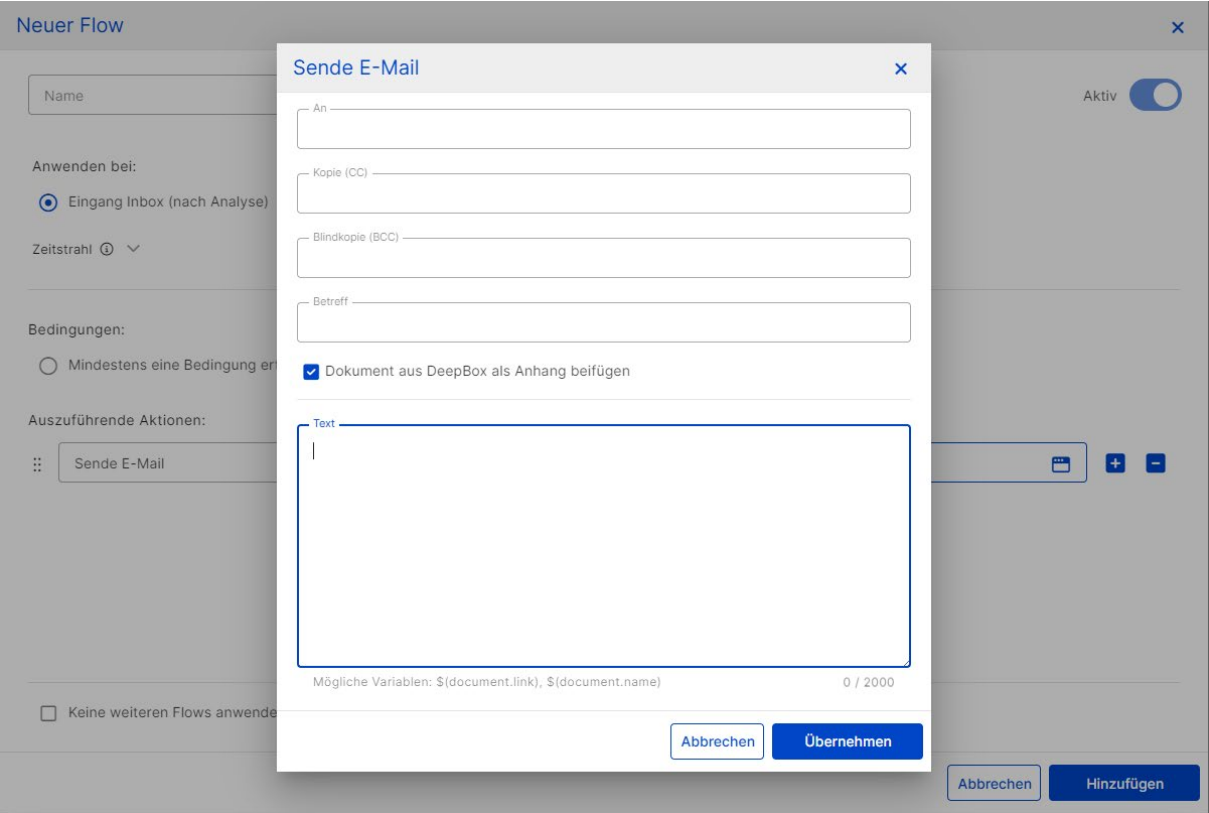 Neuer Flow
Sende E-Mail
Name
Aktiv
An
Anwenden bei:
Kopie (CC)
Eingang Inbox (nach Analyse)
Blindkopie (BCC)
Zeitstrahl
Betreff
Bedingungen:
Mindestens eine Bedingung
Dokument aus DeepBox als Anhang beifügen
Auszuführende Aktionen:
Text
Sende E-Mail
Mögliche Variablen: $(document.link), $(document.name)
0 / 2000
Keine weiteren Flows
Abbrechen
Übernehmen
Abbrechen
Hinzufügen